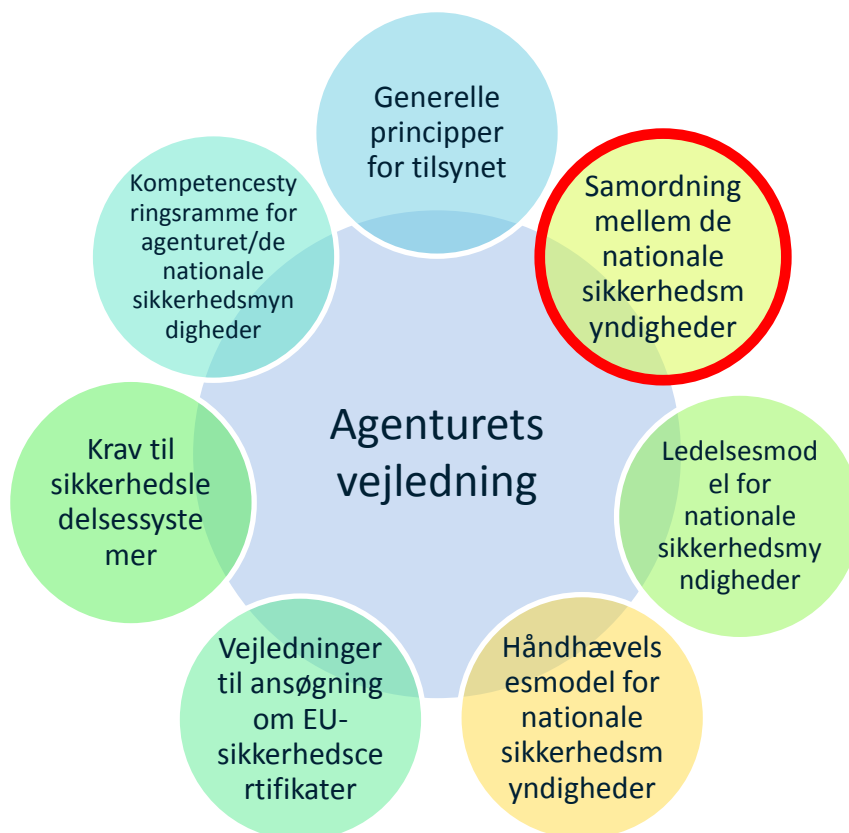 Generelle
principper
for tilsynet
Samordning
mellem de
nationale
sikkerhedsm
yndigheder
Ledelsesmod
el for
nationale
sikkerhedsmy
ndigheder
Håndhævels
esmodel for
nationale
sikkerhedsm
yndigheder
Vejledninger
til ansøgning
om EU-
sikkerhedsce
rtifikater
Krav til
sikkerhedsle
delsessyste
mer
Kompetencesty
ringsramme for
agenturet/de
nationale
sikkerhedsmyn
digheder
Agenturets
vejledning